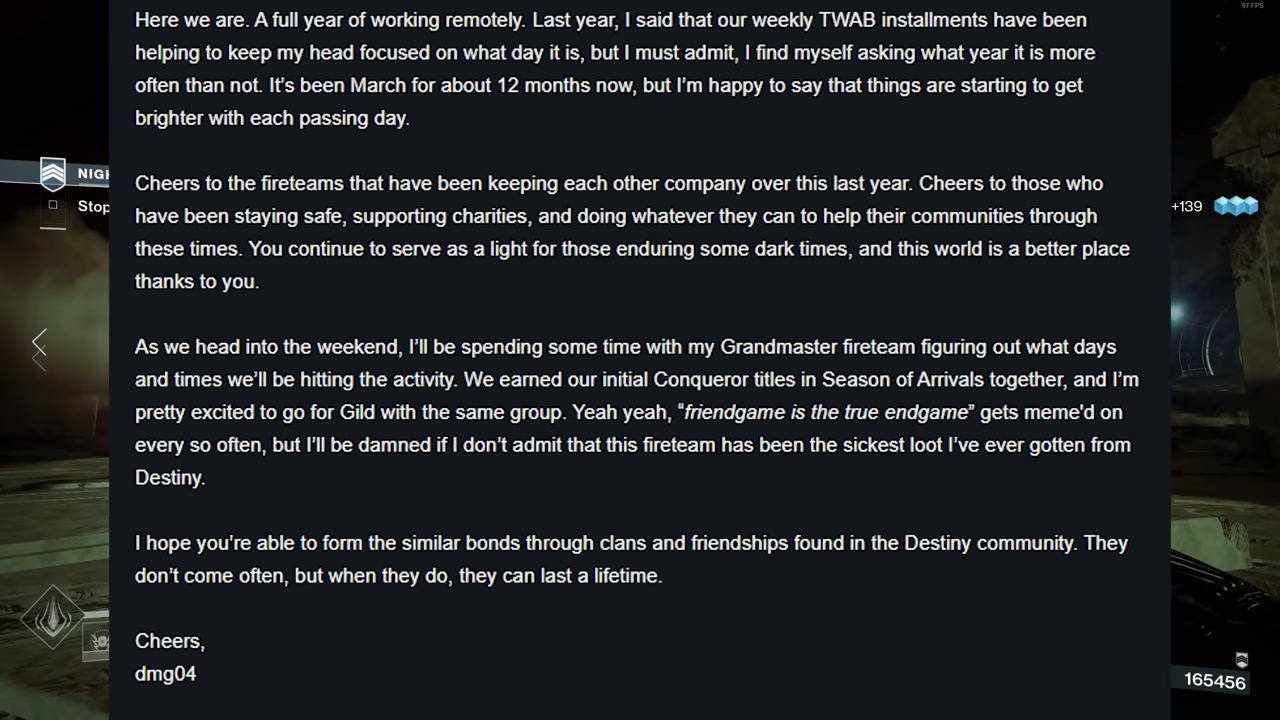 97 FPS
Here we are. A full year of working remotely. Last year, I said that our weekly TWAB installments have been
helping to keep my head focused on what day it is, but I must admit, I find myself asking what year it is more
often than not. It’s been March for about 12 months now, but I’m happy to say that things are starting to get
brighter with each passing day.
NIGH
Stop
+139
Cheers to the fireteams that have been keeping each other company over this last year. Cheers to those who
have been staying safe, supporting charities, and doing whatever they can to help their communities through
these times. You continue to serve as a light for those enduring some dark times, and this world is a better place
thanks to you.
As we head into the weekend, I’ll be spending some time with my Grandmaster fireteam figuring out what days
and times we’ll be hitting the activity. We earned our initial Conqueror titles in Season of Arrivals together, and I’m
pretty excited to go for Gild with the same group. Yeah yeah, “friendgame is the true endgame” gets meme'd on
every so often, but I’ll be damned if I don’t admit that this fireteam has been the sickest loot I’ve ever gotten from
Destiny.
I hope you’re able to form the similar bonds through clans and friendships found in the Destiny community. They
don’t come often, but when they do, they can last a lifetime.
Cheers,
dmg04
165456